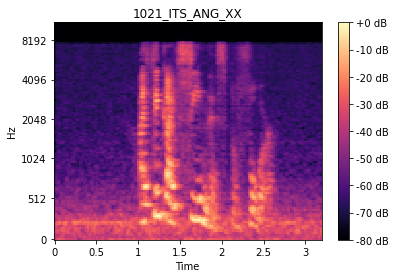 1021_ITS_ANG_XX
Hz
8192
4096
2048
1024
512
0
0
0.5
1
1.5
2
2.5
3
Time
+0 dB
-10 dB
-20 dB
-30 dB
-40 dB
-50 dB
-60 dB
-70 dB
-80 dB